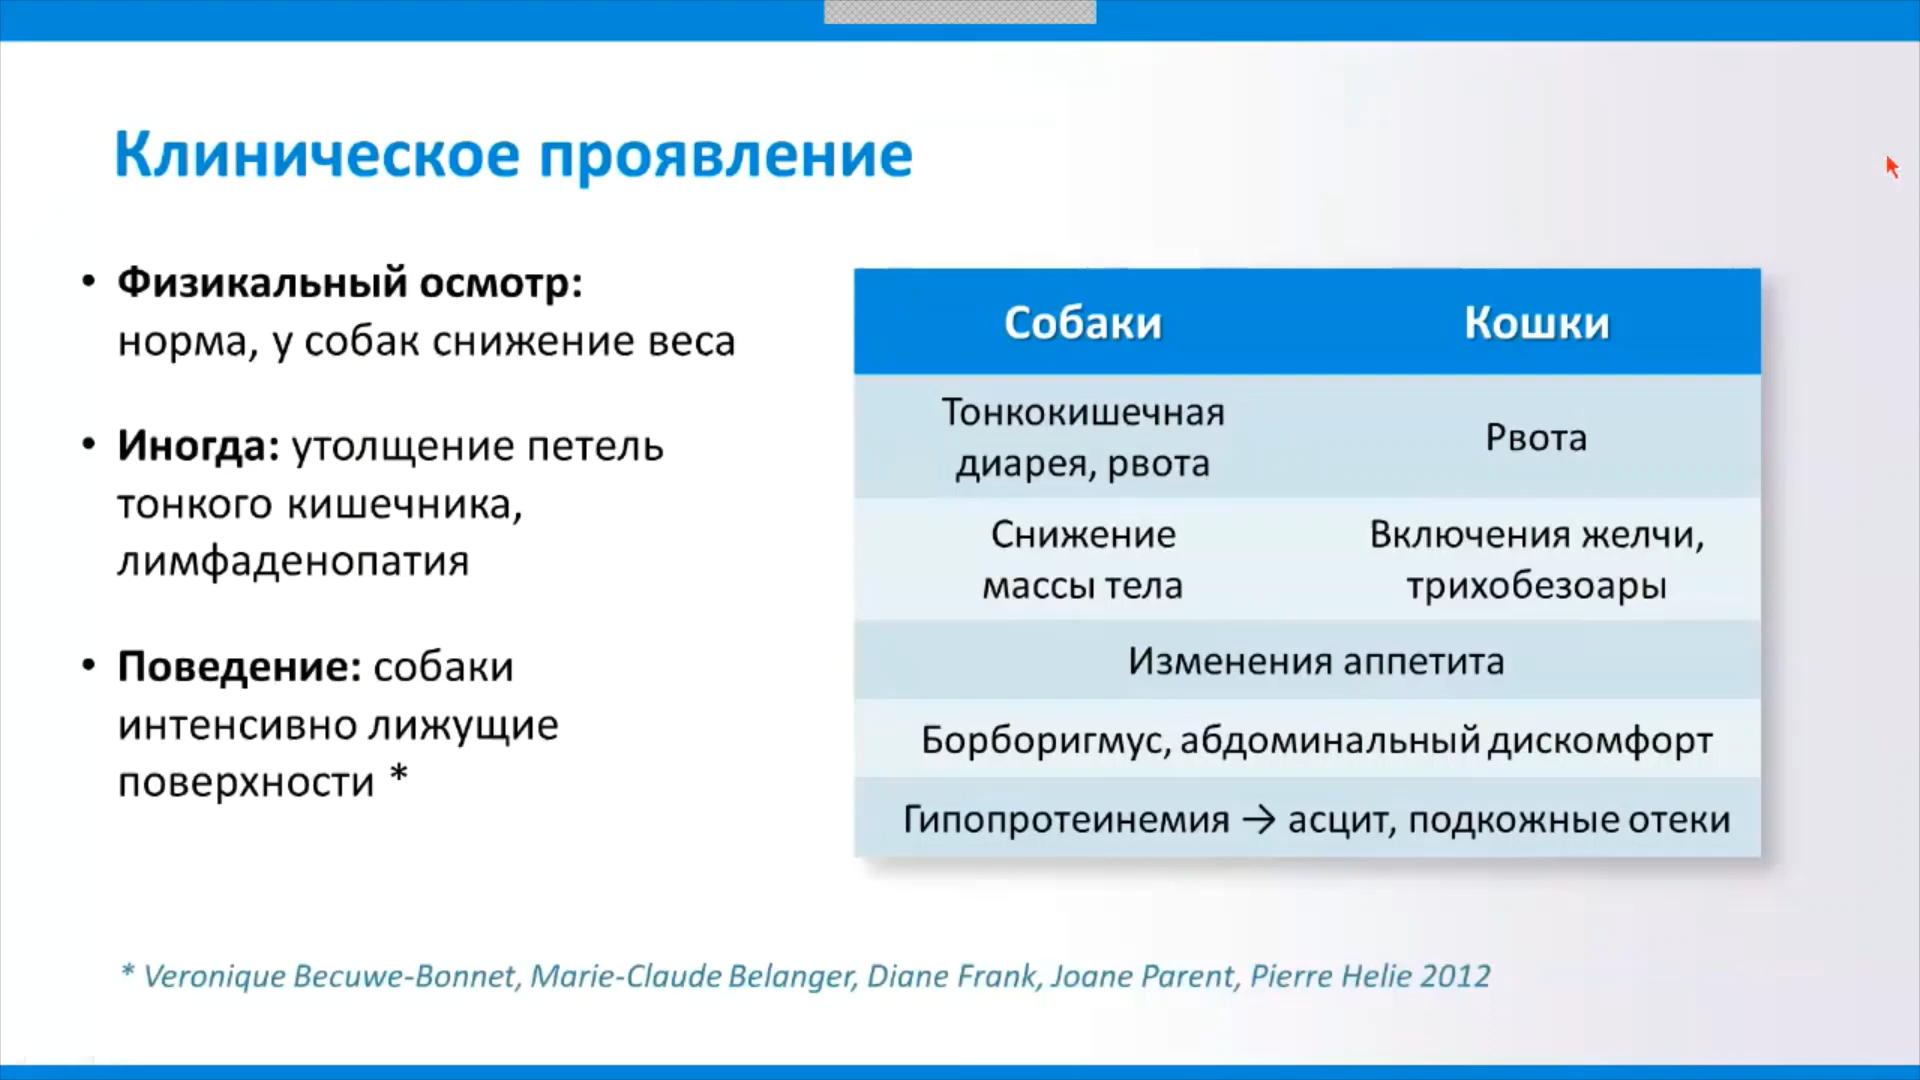 Клиническое проявление
• Физикальный осмотр:
норма, у собак снижение веса
• Иногда: утолщение петель
тонкого кишечника,
лимфаденопатия
• Поведение: собаки
интенсивно лижущие
поверхности *
Собаки Кошки
Тонкокишечная
диарея, рвота
Рвота
Снижение
массы тела
Включения желчи,
трихобезоары
Изменения аппетита
Борборигмус, абдоминальный дискомфорт
Гипопротеинемия → асцит, подкожные отеки
* Veronique Becuwe-Bonnet, Marie-Claude Belanger, Diane Frank, Joane Parent, Pierre Helie 2012